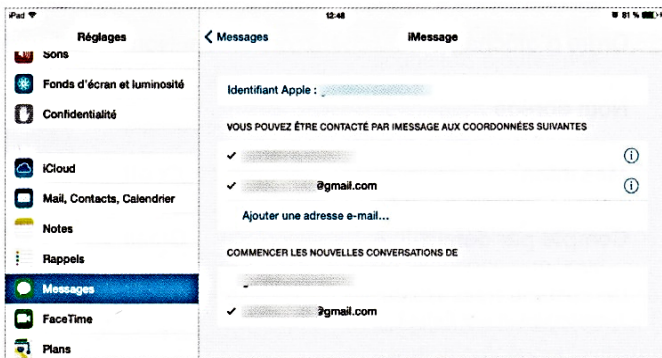 iPad 12:48 81 %
Réglages
Messages
iMessage
Sons
Fonds d'écran et luminosité
Confidentialité
iCloud
Mail, Contacts, Calendrier
Notes
Rappels
Messages
FaceTime
Plans
Identifiant Apple :
VOUS POUVEZ ÊTRE CONTACTÉ PAR IMESSAGE AUX COORDONNÉES SUIVANTES
@gmail.com
Ajouter une adresse e-mail...
COMMENCER LES NOUVELLES CONVERSATIONS DE
@gmail.com